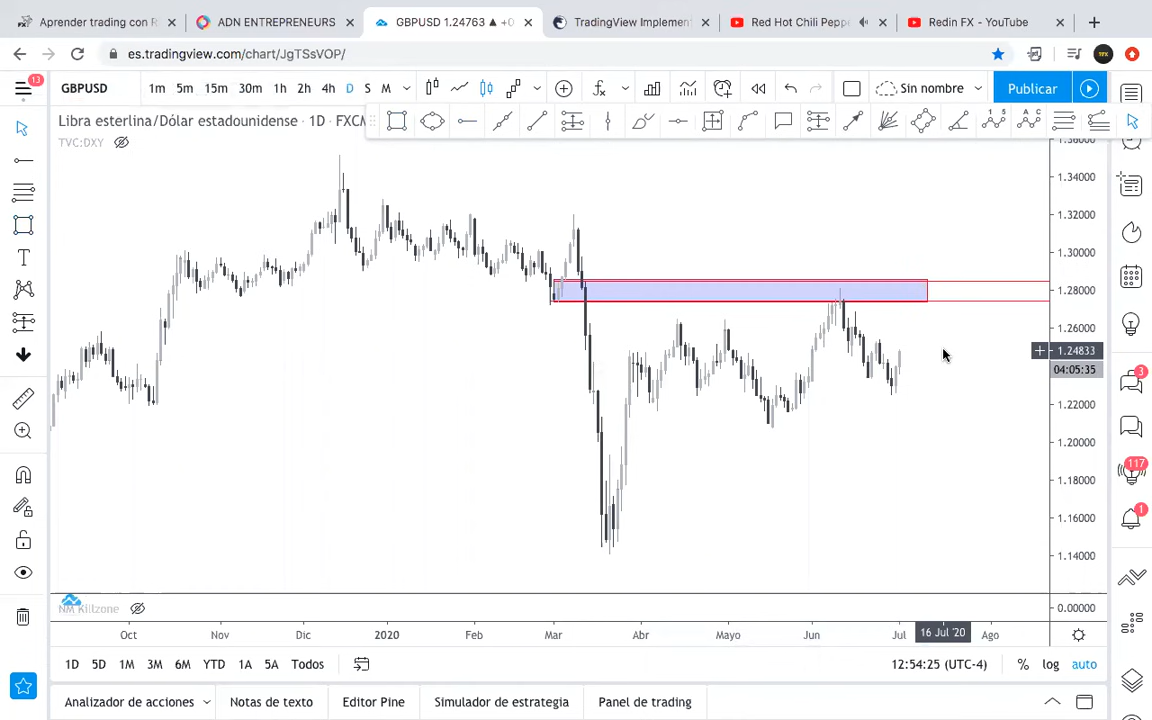 Aprender trading con R
ADN ENTREPRENEURS
GBPUSD 1.24763 ▲ +0
TradingView Implemen
Red Hot Chili Pepp
Redin FX - YouTube
es.tradingview.com/chart/JgTSsVOP/
13
GBPUSD
1m 5m 15m 30m 1h 2h 4h D S M
Sin nombre
Publicar
Libra esterlina/Dólar estadounidense · 1D · FXCM
TVC:DXY
1.36000
1.34000
1.32000
1.30000
1.28000
1.26000
1.24833
04:05:35
1.22000
1.20000
1.18000
1.16000
1.14000
0.00000
3
117
1
NM Killzone
Oct Nov Dic 2020 Feb Mar Abr Mayo Jun Jul 16 Jul '20 Ago
1D 5D 1M 3M 6M YTD 1A 5A Todos
12:54:25 (UTC-4) % log auto
Analizador de acciones Notas de texto Editor Pine Simulador de estrategia Panel de trading